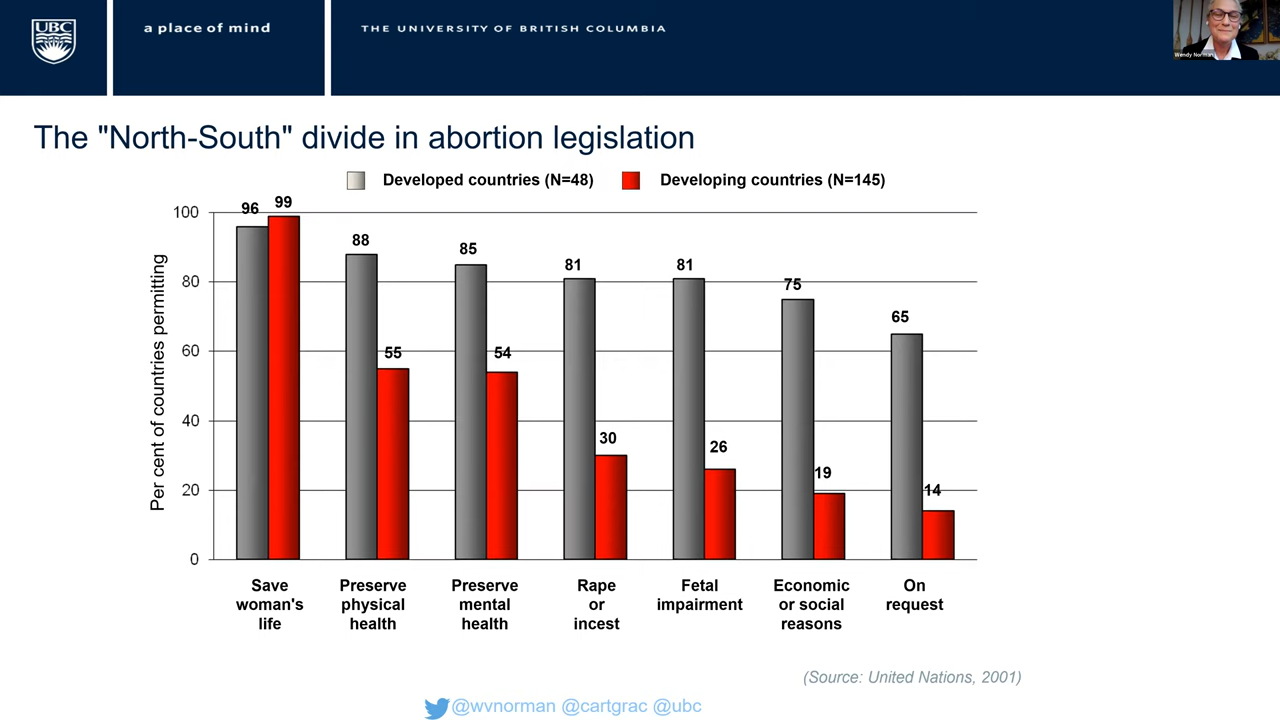 UBC
a place of mind
THE UNIVERSITY OF BRITISH COLUMBIA
Wendy Norman
The "North-South" divide in abortion legislation
Developed countries (N=48)
Developing countries (N=145)
Per cent of countries permitting
100
80
60
40
20
0
96
99
88
55
85
54
81
30
81
26
75
19
65
14
Save
woman's
life
Preserve
physical
health
Preserve
mental
health
Rape
or
incest
Fetal
impairment
Economic
or social
reasons
On
request
(Source: United Nations, 2001)
@wvnorman @cartgrac @ubc